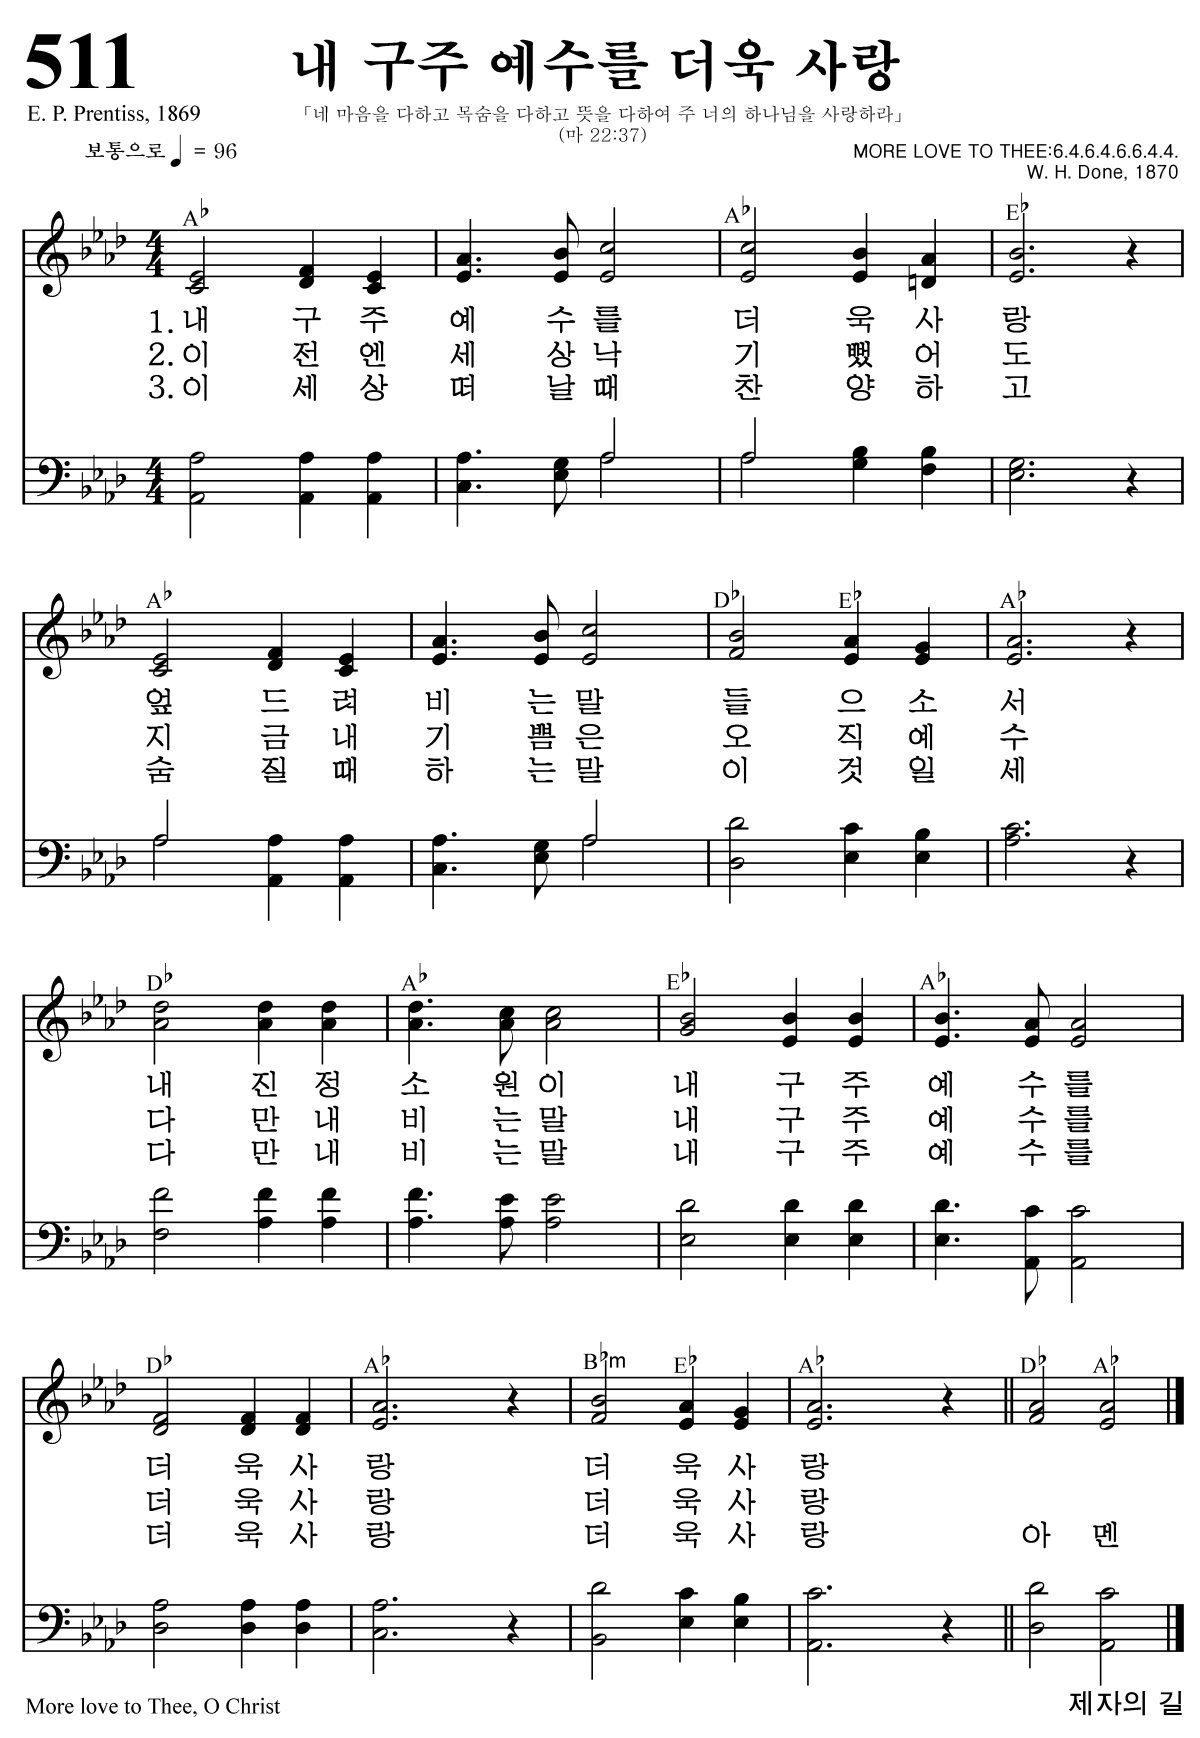 511
내 구주 예수를 더욱 사랑
E. P. Prentiss, 1869
「네 마음을 다하고 목숨을 다하고 뜻을 다하여 주 너의 하나님을 사랑하라」
(마 22:37)
보통으로 ♩ = 96
MORE LOVE TO THEE:6.4.6.4.6.6.4.4.
W. H. Done, 1870
A♭ A♭ E♭
1. 내 구 주 예 수 를 더 욱 사 랑
2. 이 전 엔 세 상 낙 기 뻤 어 도
3. 이 세 상 떠 날 때 찬 양 하 고
A♭ D♭ E♭ A♭
엎 드 려 비 는 말 들 으 소 서
지 금 내 기 쁨 은 오 직 예 수
숨 질 때 하 는 말 이 것 일 세
D♭ A♭ E♭ A♭
내 진 정 소 원 이 내 구 주 예 수 를
다 만 내 비 는 말 내 구 주 예 수 를
다 만 내 비 는 말 내 구 주 예 수 를
D♭ A♭ B♭m E♭ A♭ D♭ A♭
더 욱 사 랑 더 욱 사 랑
더 욱 사 랑 더 욱 사 랑
더 욱 사 랑 더 욱 사 랑 아 멘
More love to Thee, O Christ
제자의 길